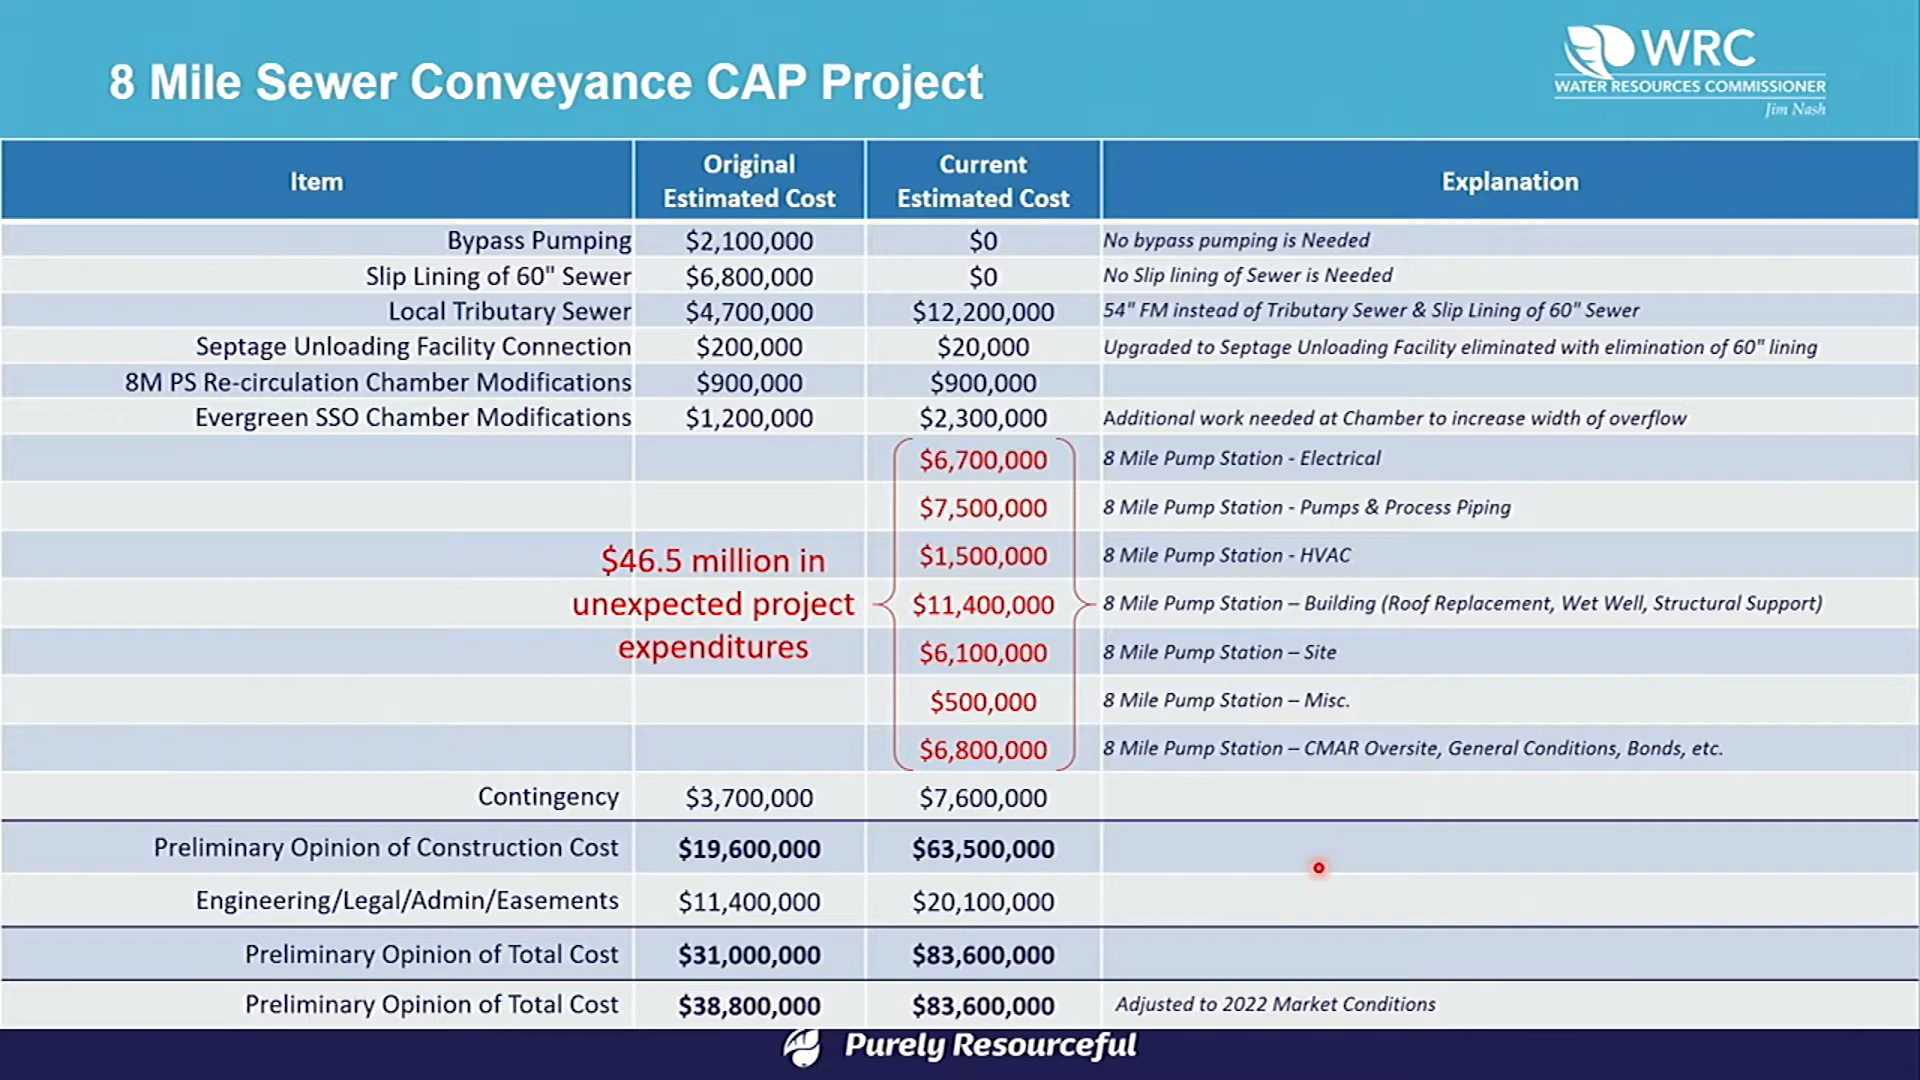 8 Mile Sewer Conveyance CAP Project
WRC
WATER RESOURCES COMMISSIONER
Jim Nash
Item Original Estimated Cost Current Estimated Cost Explanation
Bypass Pumping $2,100,000 $0 No bypass pumping is Needed
Slip Lining of 60" Sewer $6,800,000 $0 No Slip lining of Sewer is Needed
Local Tributary Sewer $4,700,000 $12,200,000 54" FM instead of Tributary Sewer & Slip Lining of 60" Sewer
Septage Unloading Facility Connection $200,000 $20,000 Upgraded to Septage Unloading Facility eliminated with elimination of 60" lining
8M PS Re-circulation Chamber Modifications $900,000 $900,000
Evergreen SSO Chamber Modifications $1,200,000 $2,300,000 Additional work needed at Chamber to increase width of overflow
$6,700,000 8 Mile Pump Station - Electrical
$7,500,000 8 Mile Pump Station - Pumps & Process Piping
$46.5 million in $1,500,000 8 Mile Pump Station - HVAC
unexpected project $11,400,000 8 Mile Pump Station – Building (Roof Replacement, Wet Well, Structural Support)
expenditures $6,100,000 8 Mile Pump Station – Site
$500,000 8 Mile Pump Station – Misc.
$6,800,000 8 Mile Pump Station – CMAR Oversite, General Conditions, Bonds, etc.
Contingency $3,700,000 $7,600,000
Preliminary Opinion of Construction Cost $19,600,000 $63,500,000
Engineering/Legal/Admin/Easements $11,400,000 $20,100,000
Preliminary Opinion of Total Cost $31,000,000 $83,600,000
Preliminary Opinion of Total Cost $38,800,000 $83,600,000 Adjusted to 2022 Market Conditions
Purely Resourceful